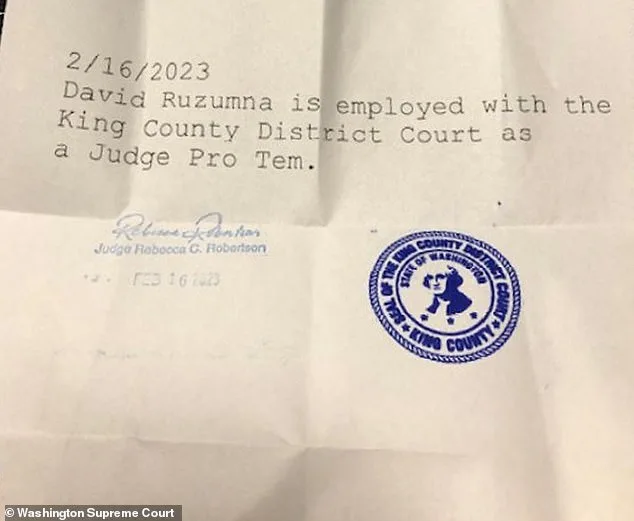 2/16/2023
David Ruzumna is employed with the
King County District Court as
a Judge Pro Tem.
Judge Rebecca C. Robertson
FEB 16 2023
SEAL OF THE KING COUNTY DISTRICT COURT
STATE OF WASHINGTON
KING COUNTY
© Washington Supreme Court